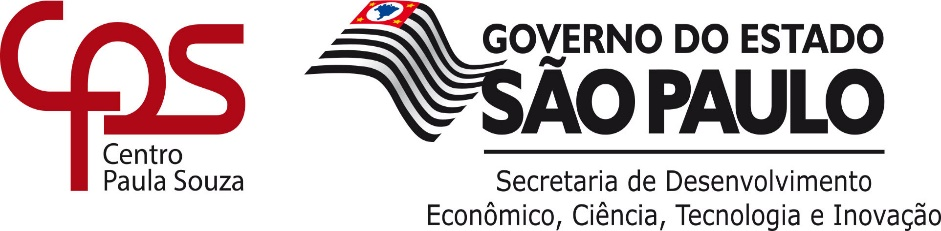 cps
Centro
Paula Souza
GOVERNO DO ESTADO
SÃO PAULO
Secretaria de Desenvolvimento
Econômico, Ciência, Tecnologia e Inovação